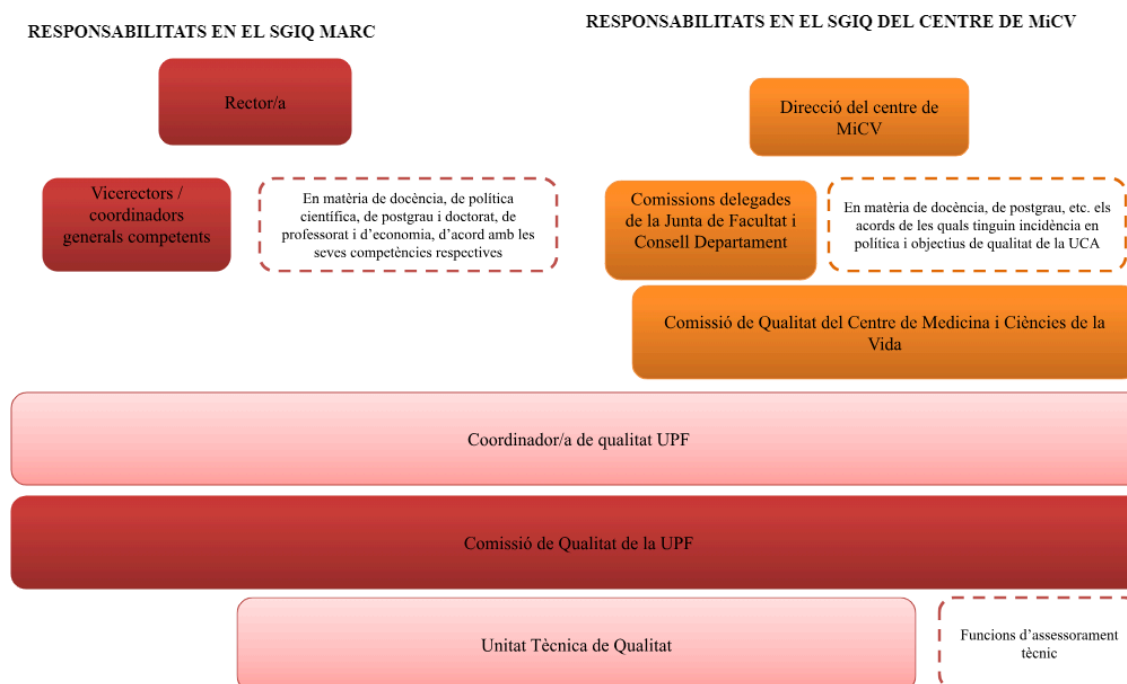 RESPONSABILITATS EN EL SGIQ MARC
RESPONSABILITATS EN EL SGIQ DEL CENTRE DE MiCV
Rector/a
Direcció del centre de
MiCV
Vicerectors /
coordinadors
generals competents
En matèria de docència, de política
científica, de postgrau i doctorat, de
professorat i d'economia, d'acord amb les
seves competències respectives
Comissions delegades
de la Junta de Facultat i
Consell Departament
En matèria de docència, de postgrau, etc. els
acords de les quals tinguin incidència en
política i objectius de qualitat de la UCA
Comissió de Qualitat del Centre de Medicina i Ciències de la
Vida
Coordinador/a de qualitat UPF
Comissió de Qualitat de la UPF
Unitat Tècnica de Qualitat
Funcions d'assessorament
tècnic